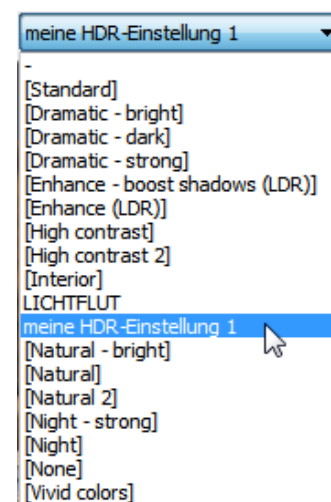 meine HDR-Einstellung 1
-
[Standard]
[Dramatic - bright]
[Dramatic - dark]
[Dramatic - strong]
[Enhance - boost shadows (LDR)]
[Enhance (LDR)]
[High contrast]
[High contrast 2]
[Interior]
LICHTFLUT
meine HDR-Einstellung 1
[Natural - bright]
[Natural]
[Natural 2]
[Night - strong]
[Night]
[None]
[Vivid colors]